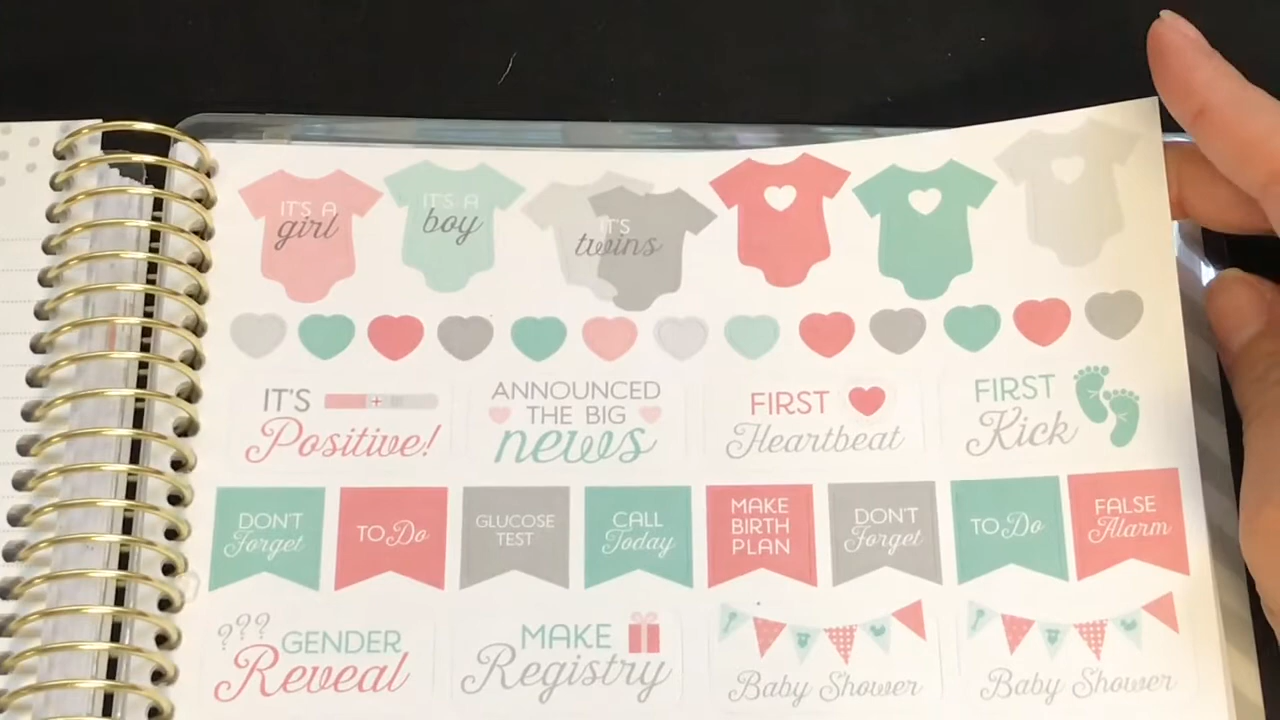 IT'S A
girl
IT'S A
boy
IT'S
twins
IT'S
Positive!
ANNOUNCED
THE BIG
news
FIRST
Heartbeat
FIRST
Kick
DON'T
Forget
TO Do
GLUCOSE
TEST
CALL
Today
MAKE
BIRTH
PLAN
DON'T
Forget
TO Do
FALSE
Alarm
??? GENDER
Reveal
MAKE
Registry
Baby Shower
Baby Shower